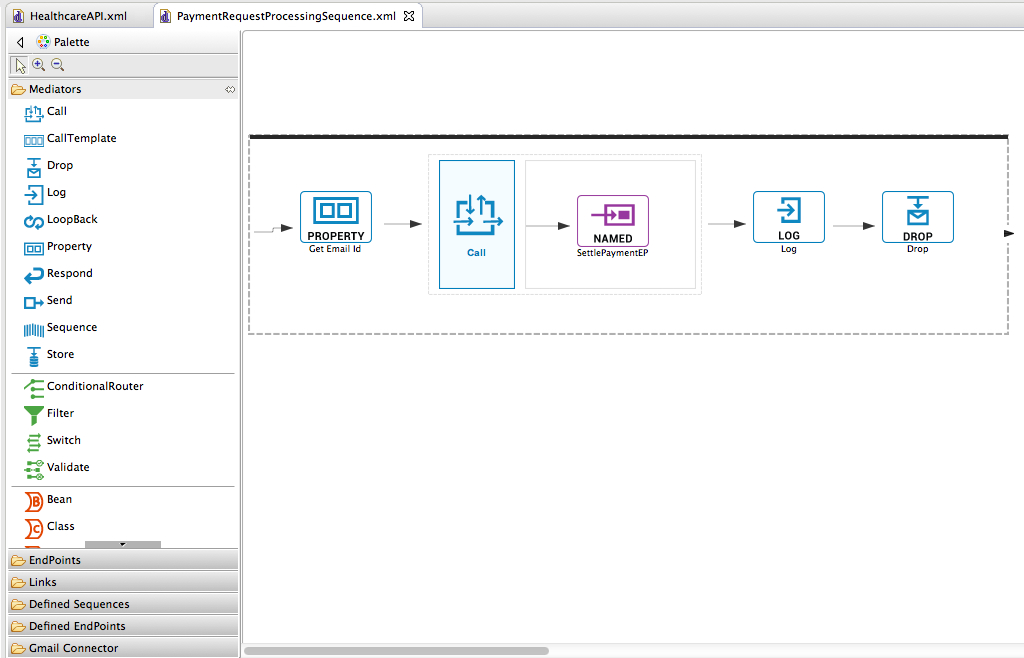 HealthcareAPI.xml
PaymentRequestProcessingSequence.xml
Palette
Mediators
Call
CallTemplate
Drop
Log
LoopBack
Property
Respond
Send
Sequence
Store
ConditionalRouter
Filter
Switch
Validate
Bean
Class
EndPoints
Links
Defined Sequences
Defined EndPoints
Gmail Connector
PROPERTY
Get Email Id
Call
NAMED
SettlePaymentEP
LOG
Log
DROP
Drop